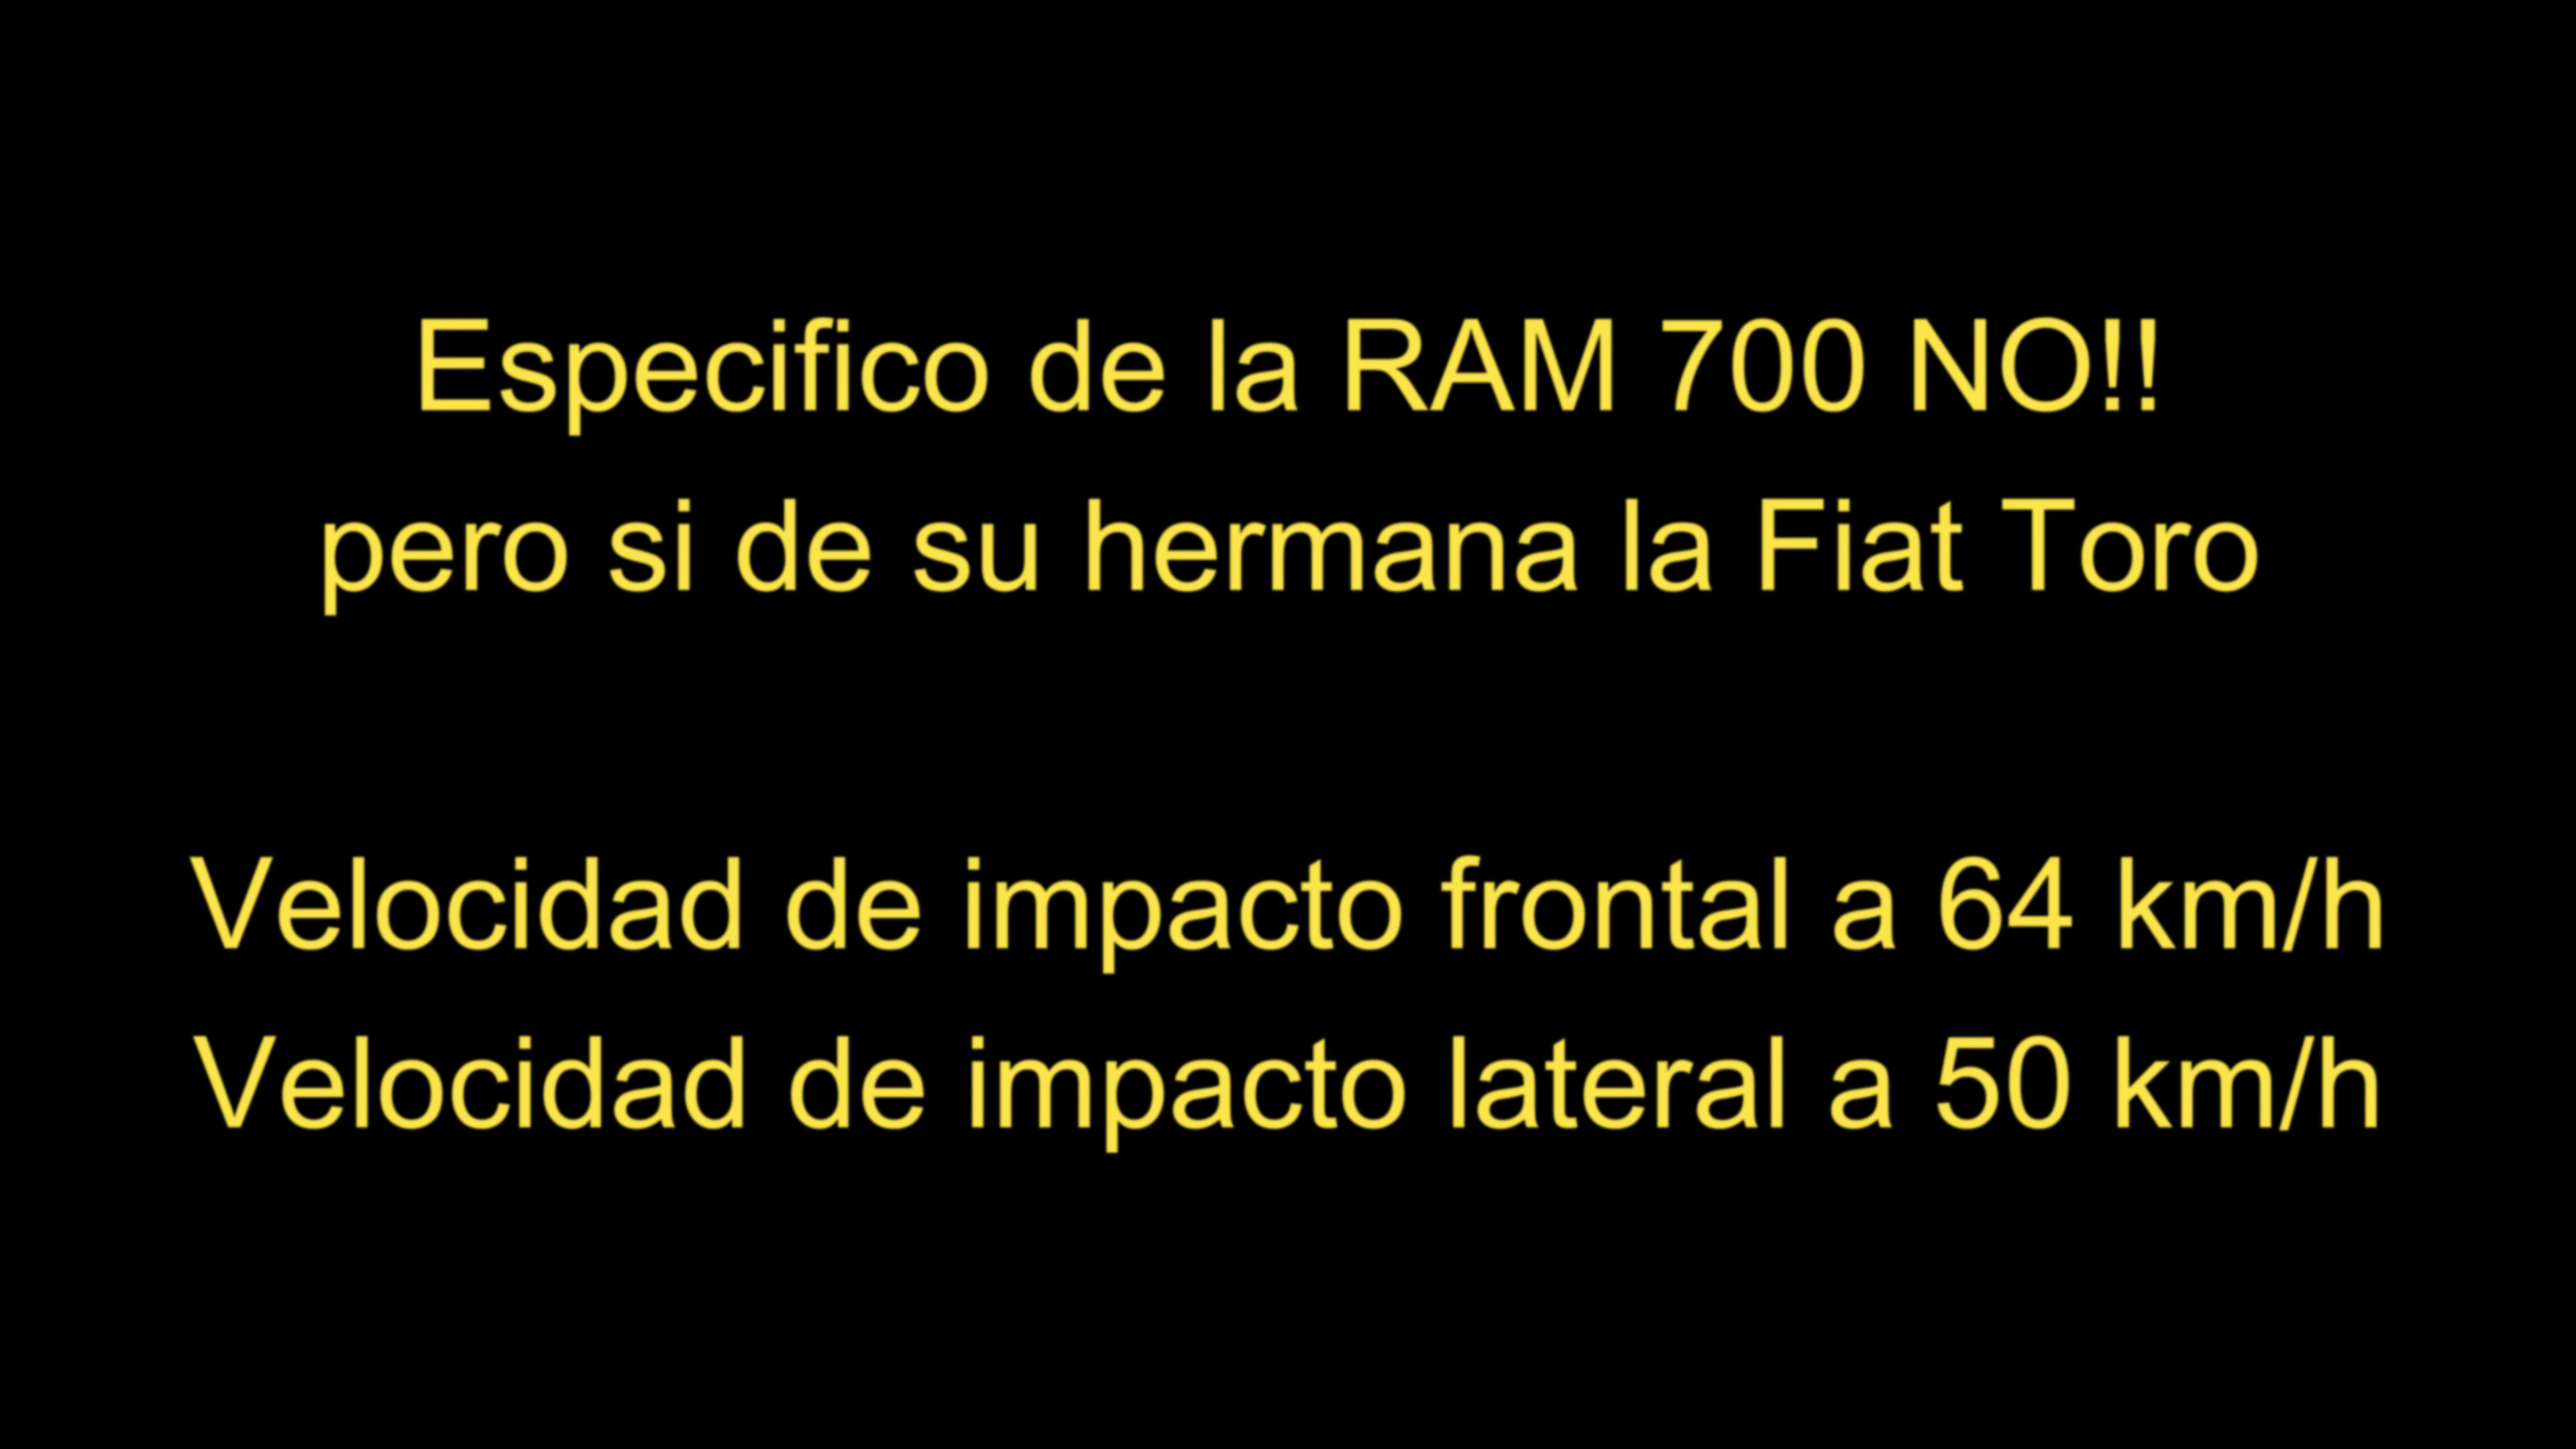 Especifico de la RAM 700 NO!!
pero si de su hermana la Fiat Toro
Velocidad de impacto frontal a 64 km/h
Velocidad de impacto lateral a 50 km/h